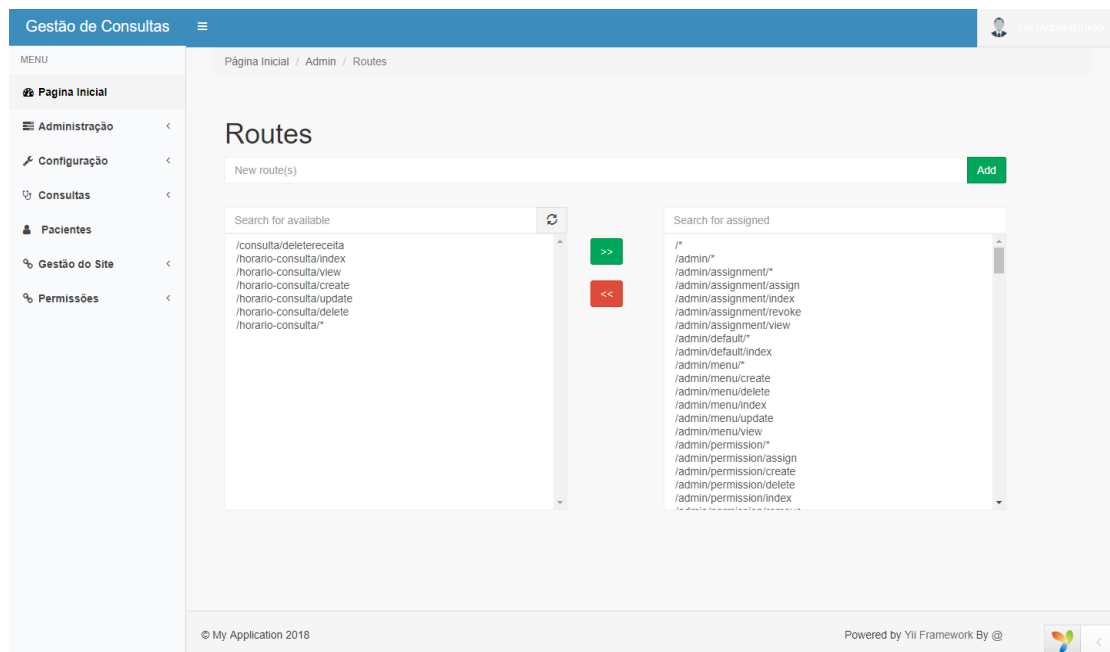 Gestão de Consultas
MENU
Pagina Inicial
Administração
Configuração
Consultas
Pacientes
Gestão do Site
Permissões
Página Inicial / Admin / Routes
Routes
New route(s)
Add
Search for available
/consulta/deletereceita
/horario-consulta/index
/horario-consulta/view
/horario-consulta/create
/horario-consulta/update
/horario-consulta/delete
/horario-consulta/*
>>
<<
Search for assigned
/*
/admin/*
/admin/assignment/*
/admin/assignment/assign
/admin/assignment/index
/admin/assignment/revoke
/admin/assignment/view
/admin/default/*
/admin/default/index
/admin/menu/*
/admin/menu/create
/admin/menu/delete
/admin/menu/index
/admin/menu/update
/admin/menu/view
/admin/permission/*
/admin/permission/assign
/admin/permission/create
/admin/permission/delete
/admin/permission/index
© My Application 2018
Powered by Yii Framework By @